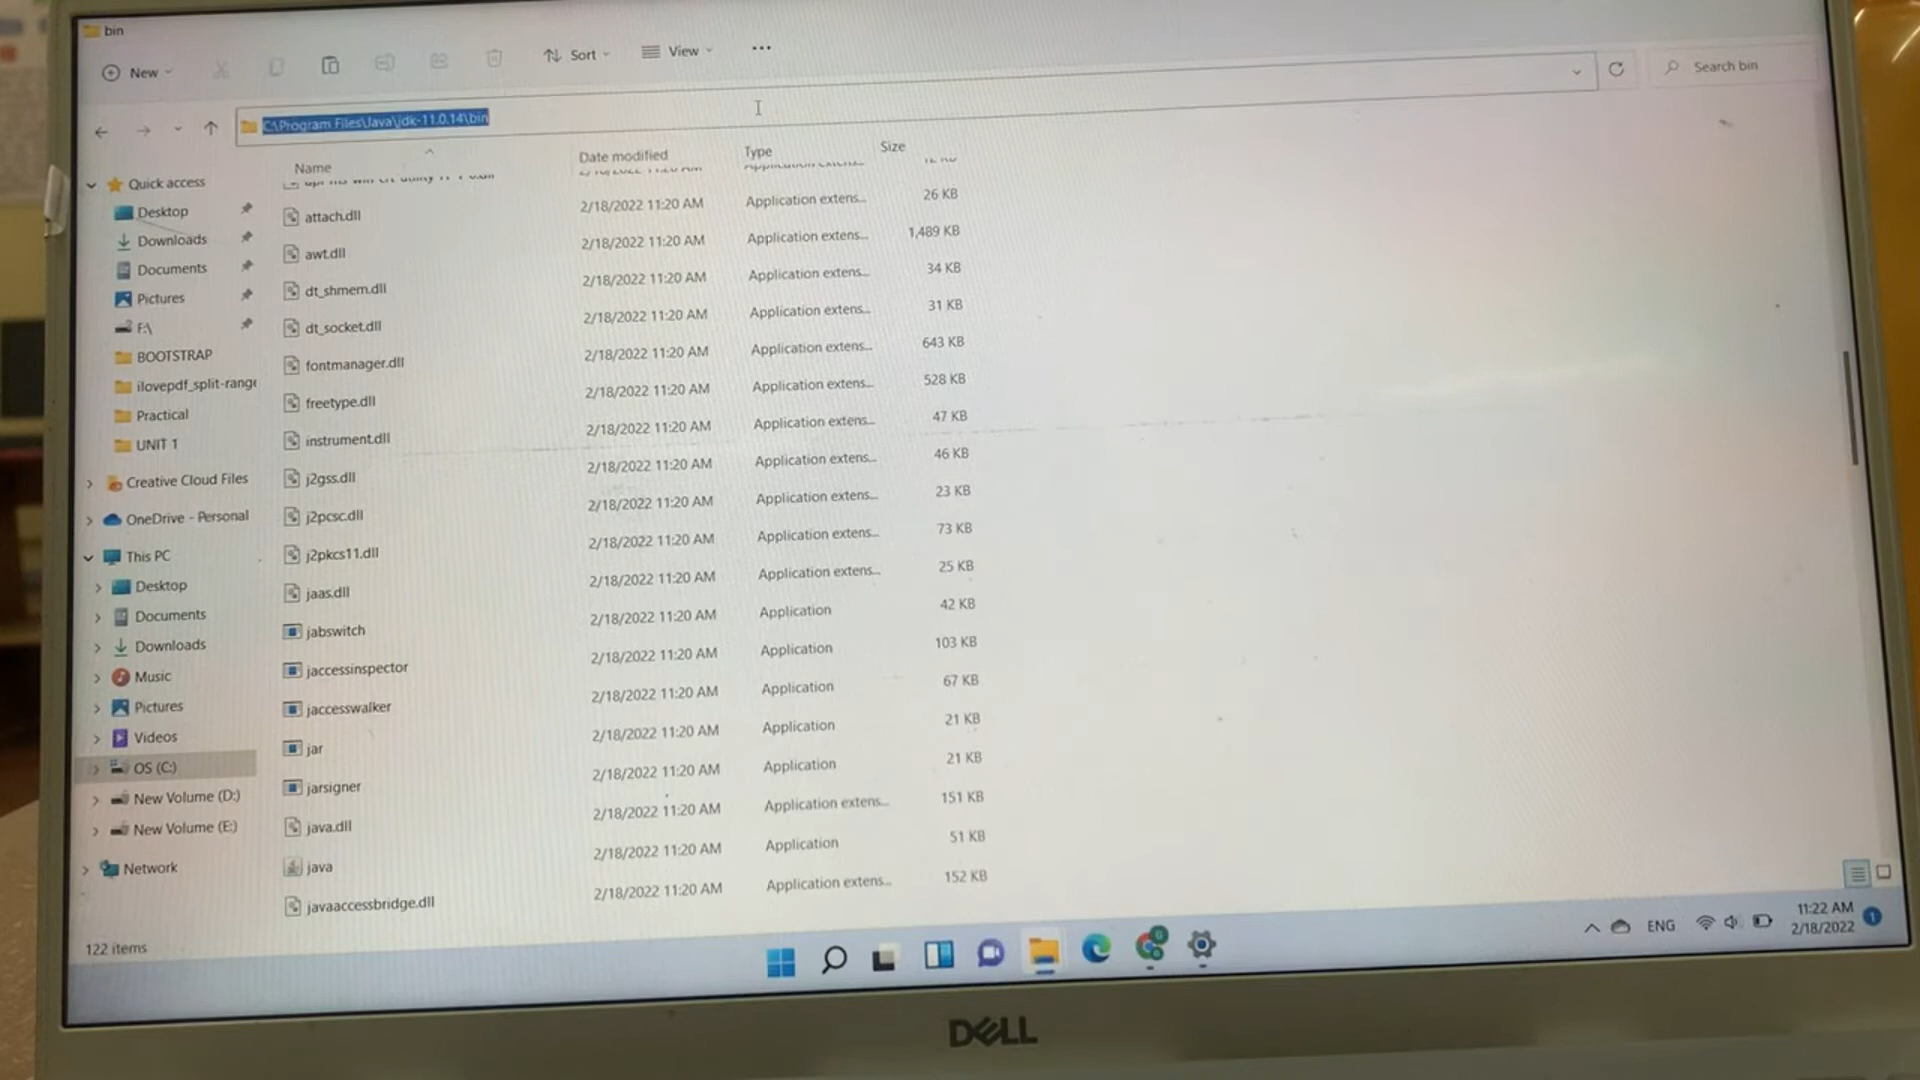 bin
New
Sort
View
...
C:\Program Files\Java\jdk-11.0.14\bin
Search bin
Name Date modified Type Size
Quick access
Desktop
Downloads
Documents
Pictures
F:\
BOOTSTRAP
ilovepdf_split-range
Practical
UNIT 1
Creative Cloud Files
OneDrive - Personal
This PC
Desktop
Documents
Downloads
Music
Pictures
Videos
OS (C:)
New Volume (D:)
New Volume (E:)
Network
attach.dll 2/18/2022 11:20 AM Application extens... 26 KB
awt.dll 2/18/2022 11:20 AM Application extens... 1,489 KB
dt_shmem.dll 2/18/2022 11:20 AM Application extens... 34 KB
dt_socket.dll 2/18/2022 11:20 AM Application extens... 31 KB
fontmanager.dll 2/18/2022 11:20 AM Application extens... 643 KB
freetype.dll 2/18/2022 11:20 AM Application extens... 528 KB
instrument.dll 2/18/2022 11:20 AM Application extens... 47 KB
j2gss.dll 2/18/2022 11:20 AM Application extens... 46 KB
j2pcsc.dll 2/18/2022 11:20 AM Application extens... 23 KB
j2pkcs11.dll 2/18/2022 11:20 AM Application extens... 73 KB
jaas.dll 2/18/2022 11:20 AM Application extens... 25 KB
jabswitch 2/18/2022 11:20 AM Application 42 KB
jaccessinspector 2/18/2022 11:20 AM Application 103 KB
jaccesswalker 2/18/2022 11:20 AM Application 67 KB
jar 2/18/2022 11:20 AM Application 21 KB
jarsigner 2/18/2022 11:20 AM Application 21 KB
java.dll 2/18/2022 11:20 AM Application extens... 151 KB
java 2/18/2022 11:20 AM Application 51 KB
javaaccessbridge.dll 2/18/2022 11:20 AM Application extens... 152 KB
122 items
ENG
11:22 AM
2/18/2022
1
DELL